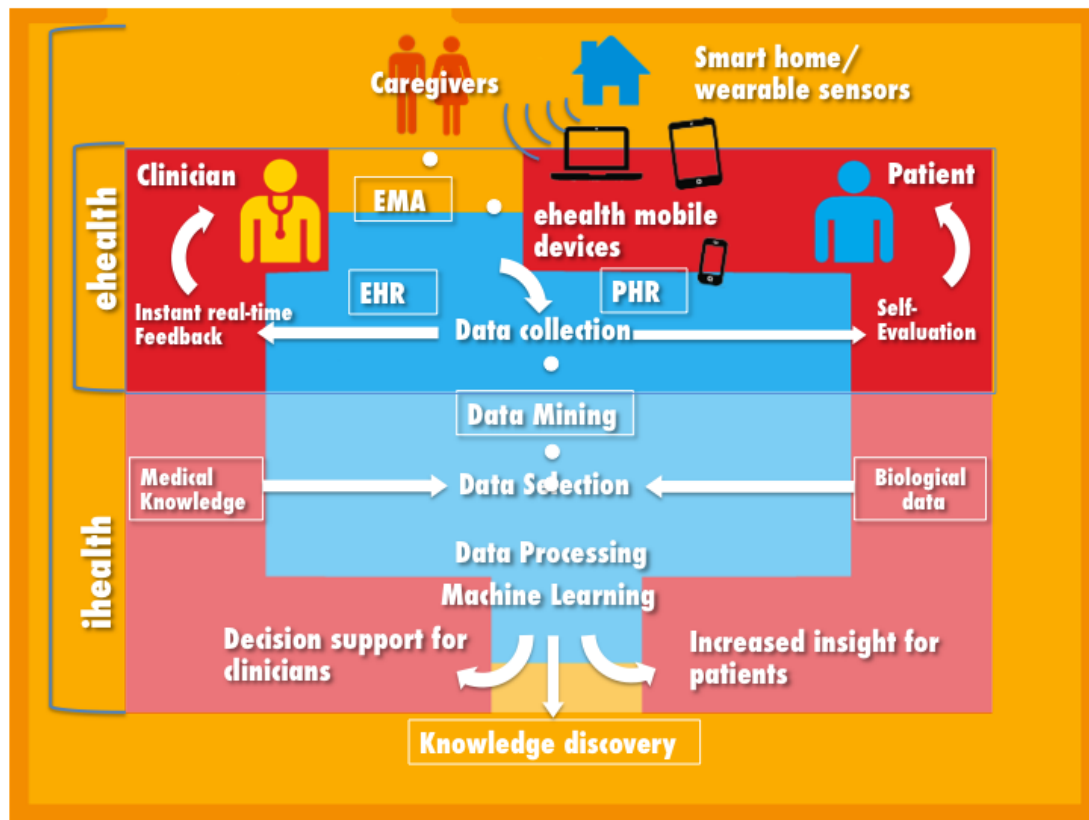 Caregivers
Smart home/
wearable sensors
Clinician
Patient
EMA
ehealth mobile
devices
ehealth
EHR
PHR
Instant real-time
Feedback
Data collection
Self-
Evaluation
Data Mining
Medical
Knowledge
Data Selection
Biological
data
ihealth
Data Processing
Machine Learning
Decision support for
clinicians
Increased insight for
patients
Knowledge discovery